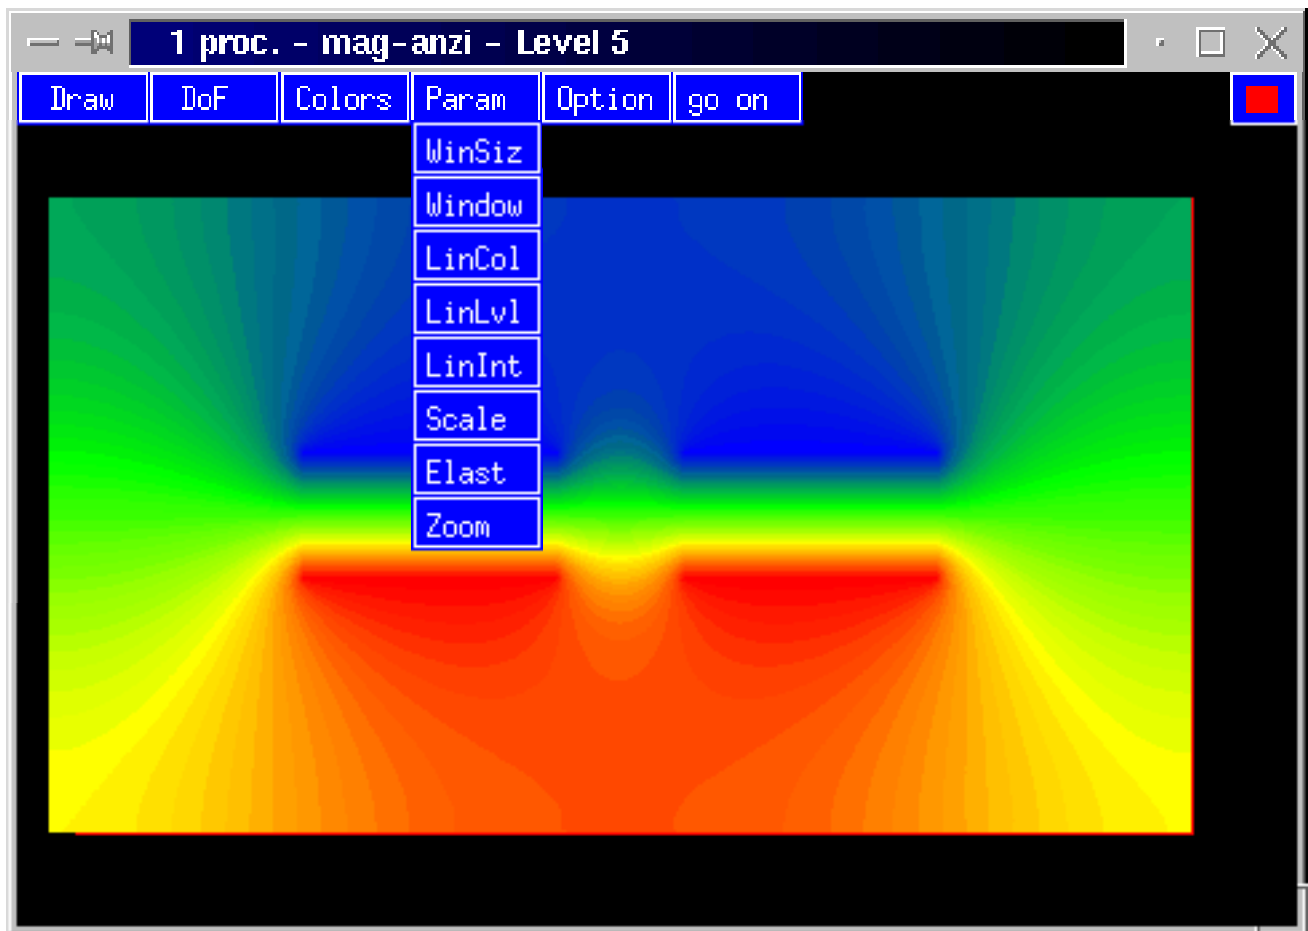 1 proc. - mag-anzi - Level 5
Draw DoF Colors Param Option go on
WinSiz
Window
LinCol
LinLvl
LinInt
Scale
Elast
Zoom